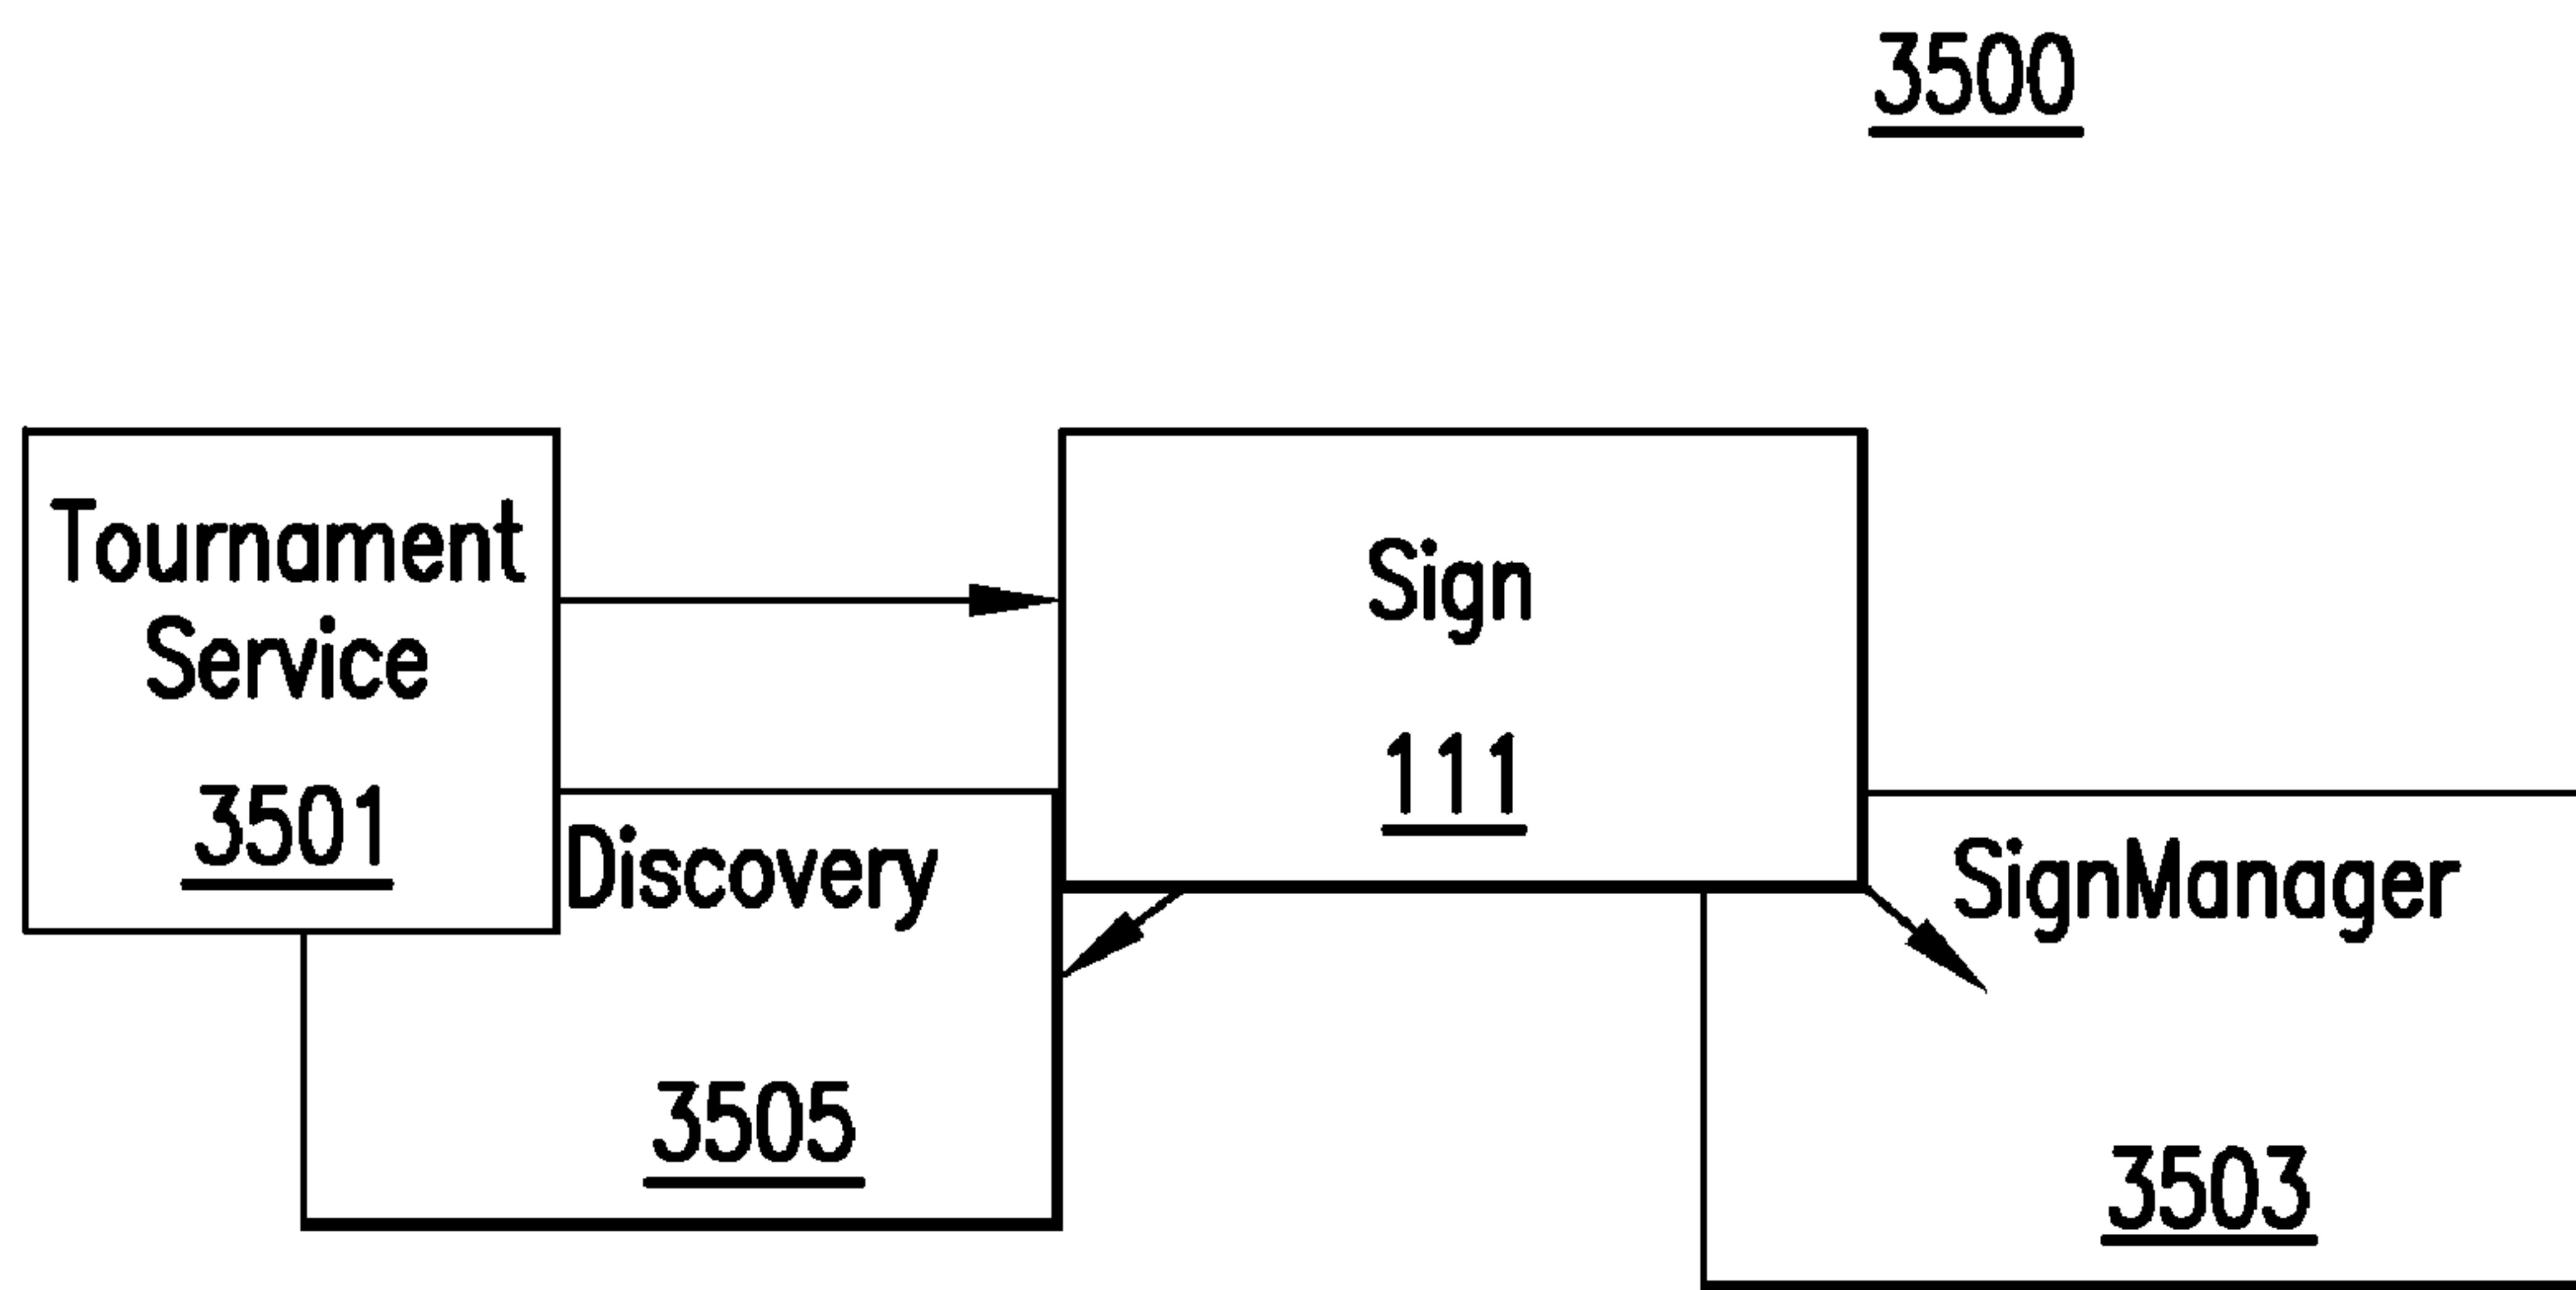 3500
Tournament
Service
3501
Sign
111
Discovery
3505
SignManager
3503